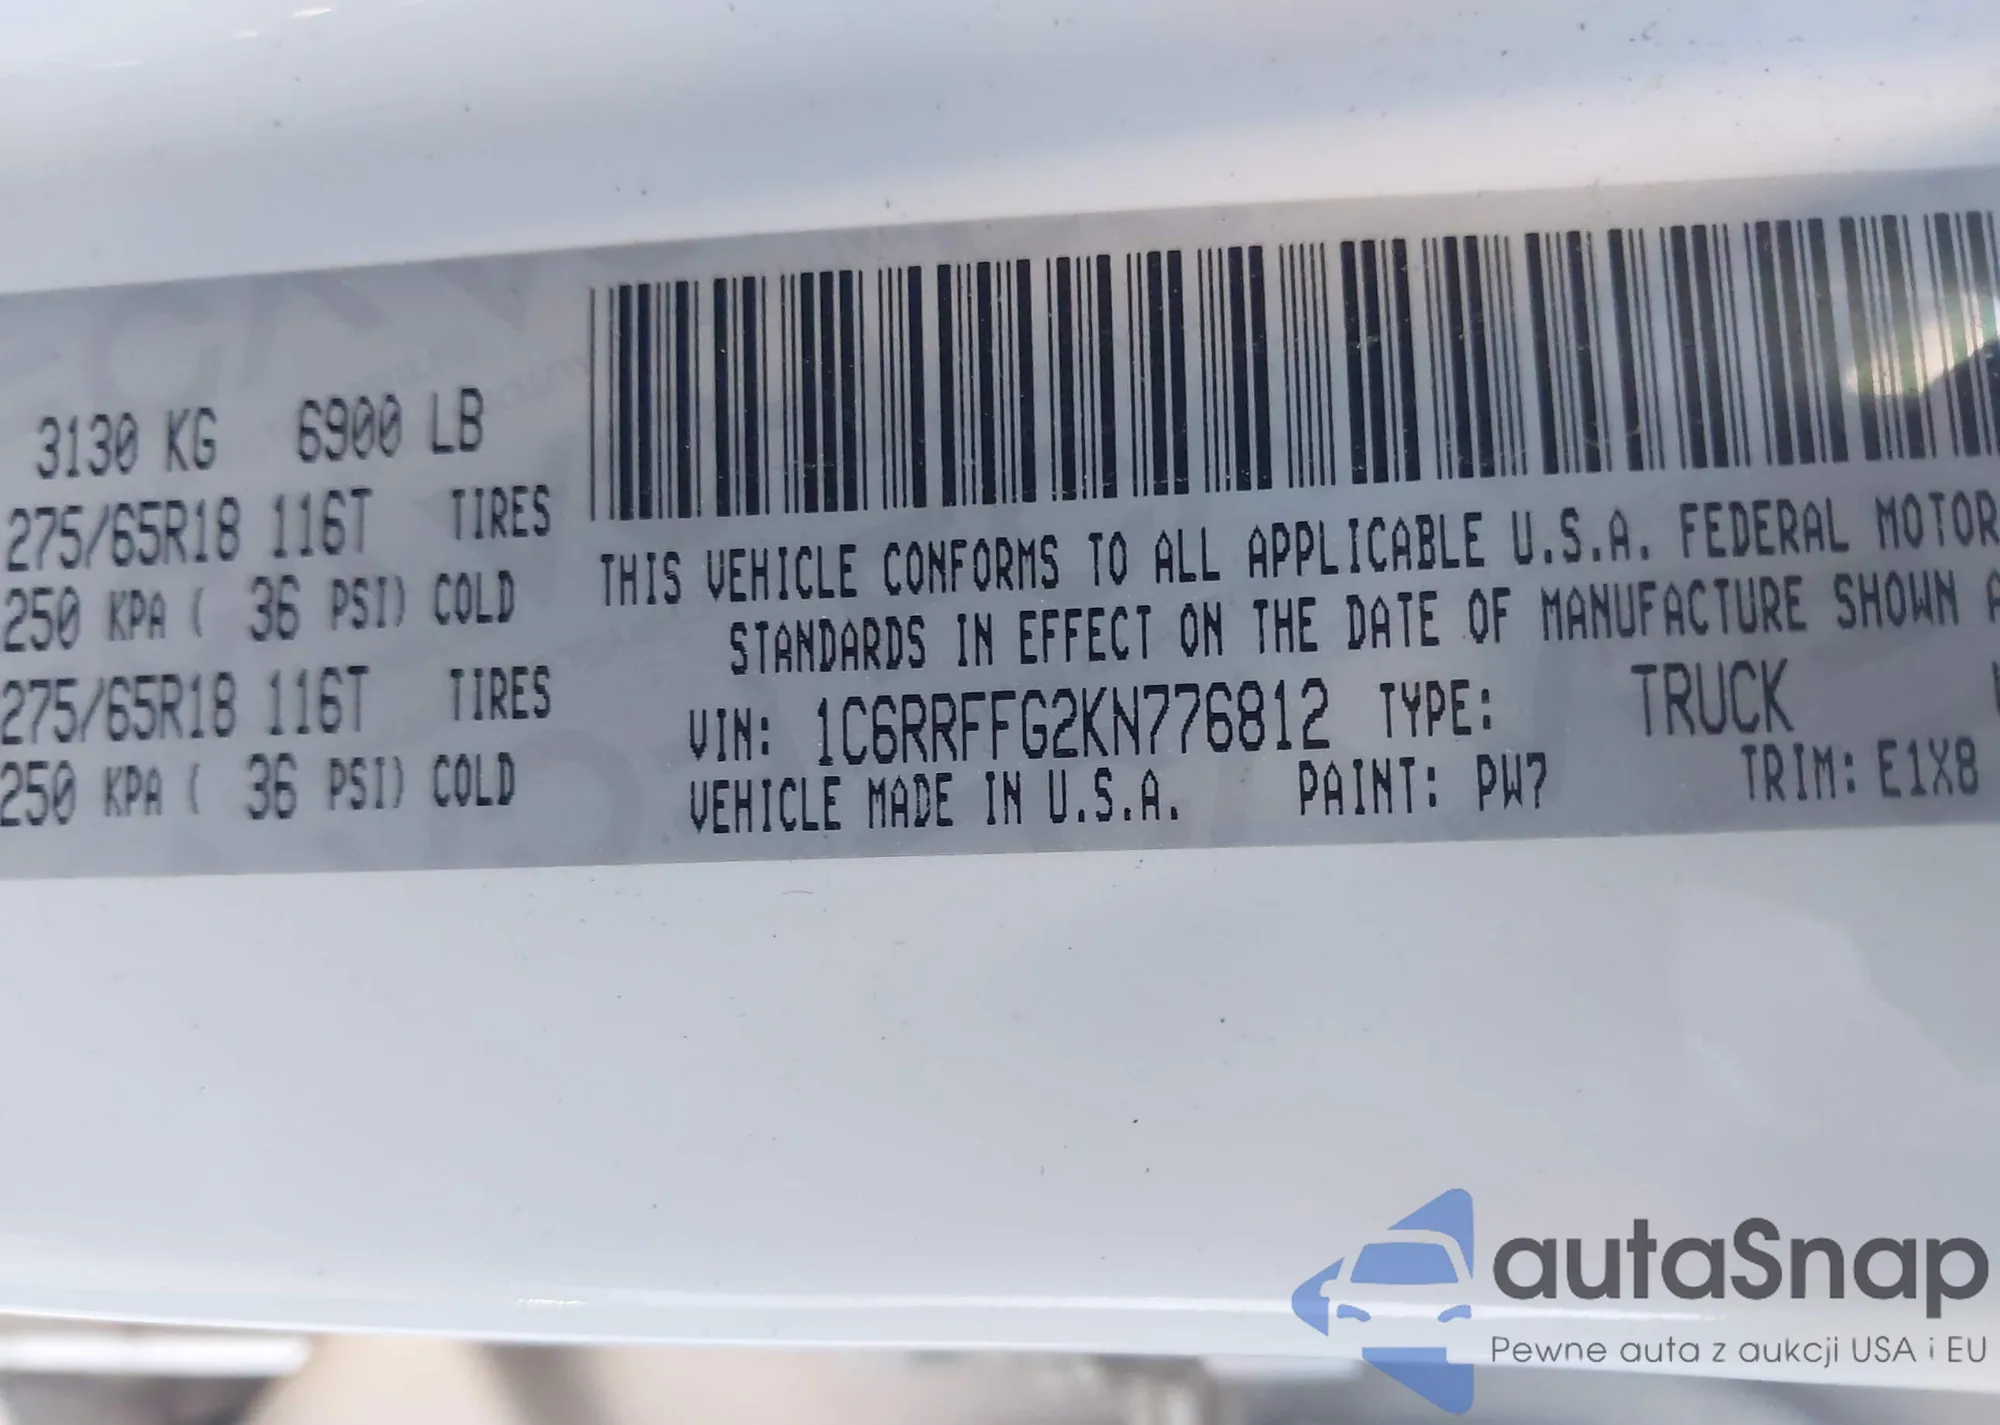 3130 KG 6900 LB
275/65R18 116T TIRES
250 KPA ( 36 PSI) COLD
275/65R18 116T TIRES
250 KPA ( 36 PSI) COLD
THIS VEHICLE CONFORMS TO ALL APPLICABLE U.S.A. FEDERAL MOTOR
STANDARDS IN EFFECT ON THE DATE OF MANUFACTURE SHOWN
VIN: 1C6RRFFG2KN776812 TYPE: TRUCK
VEHICLE MADE IN U.S.A. PAINT: PW7 TRIM: E1X8
autaSnap
Pewne auta z aukcji USA i EU